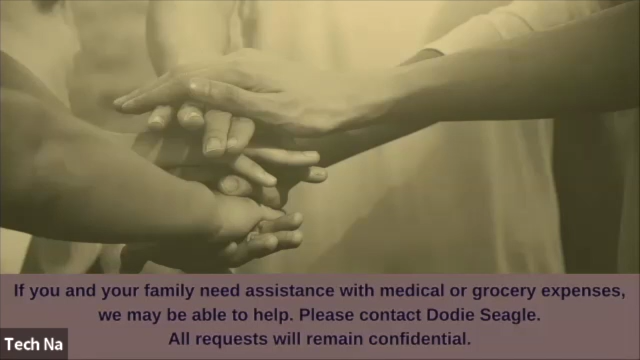 If you and your family need assistance with medical or grocery expenses,
we may be able to help. Please contact Dodie Seagle.
All requests will remain confidential.
Tech Na